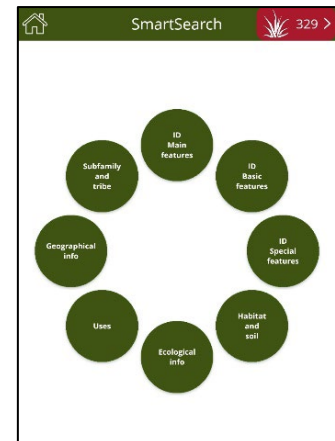 SmartSearch
329 >
ID
Main
features
ID
Basic
features
ID
Special
features
Habitat
and
soil
Ecological
info
Uses
Geographical
info
Subfamily
and
tribe